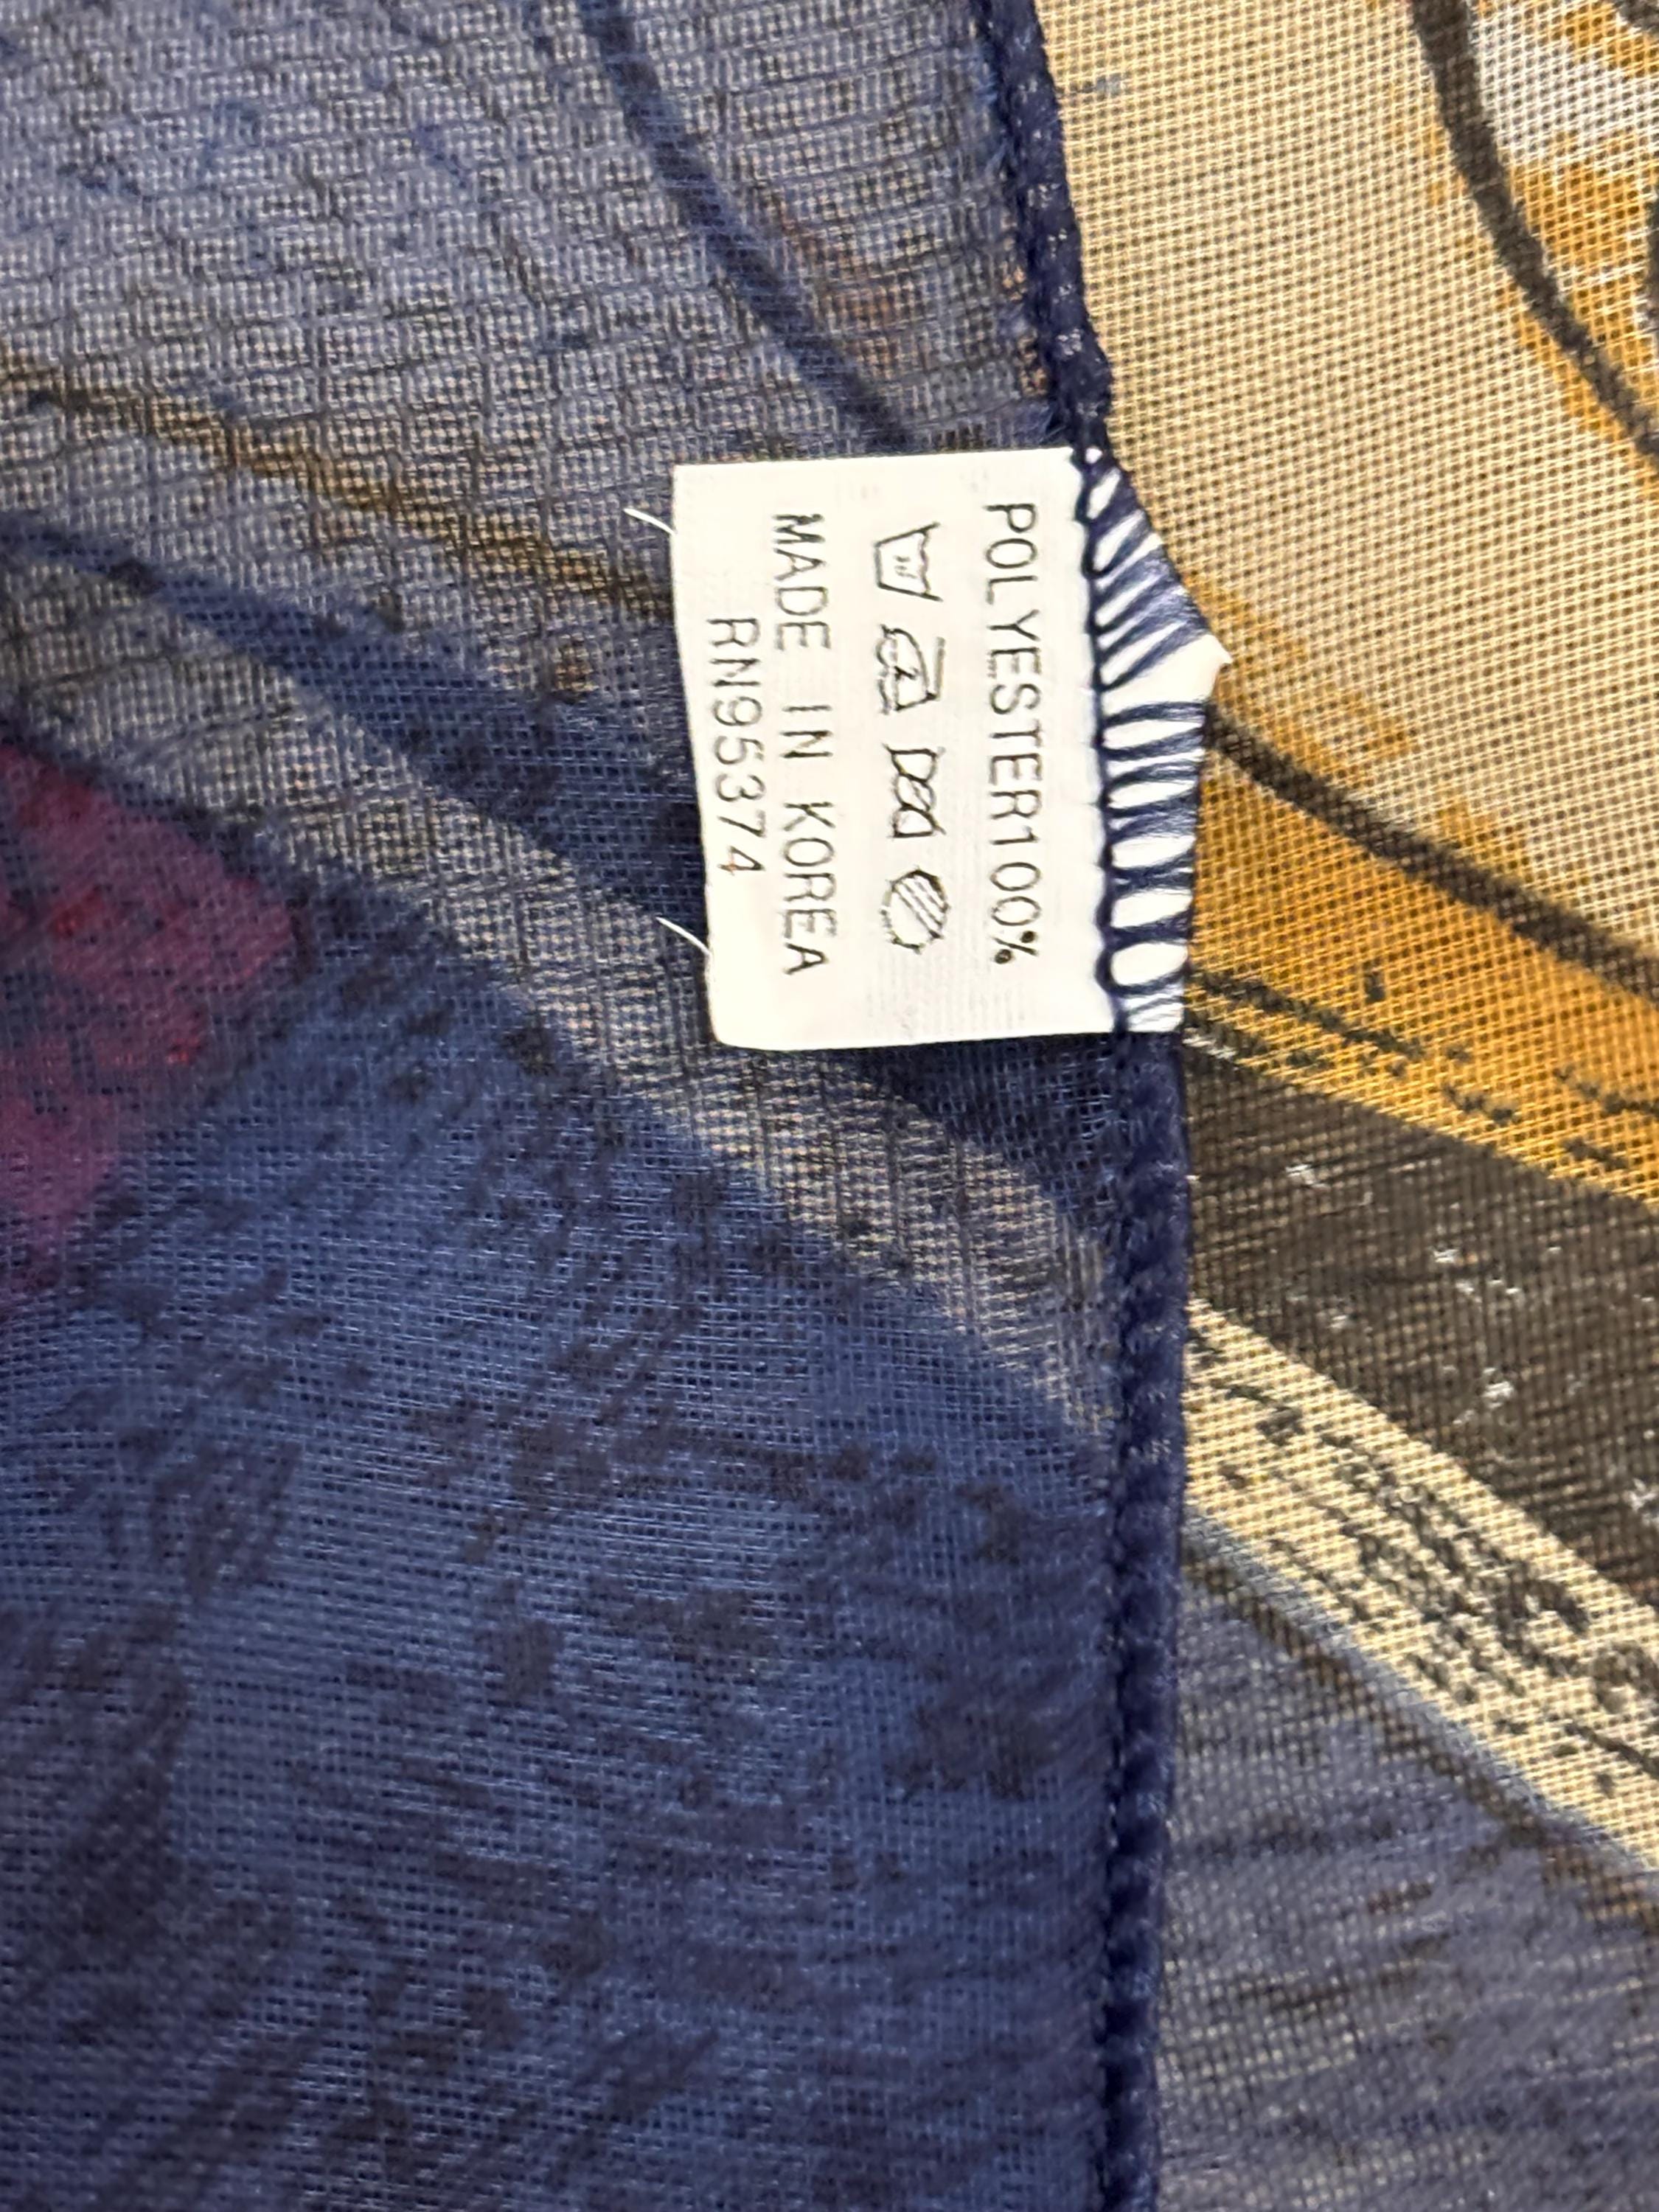 POLYESTER100%
MADE IN KOREA
RN95374